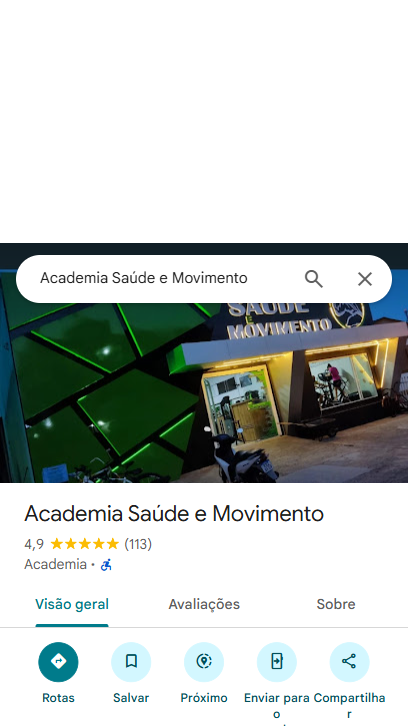 Academia Saúde e Movimento
SAÚDE
E
MOVIMENTO
Academia Saúde e Movimento
4,9 ★★★★★ (113)
Academia ·
Visão geral
Avaliações
Sobre
Rotas
Salvar
Próximo
Enviar para
o
Compartilha
r